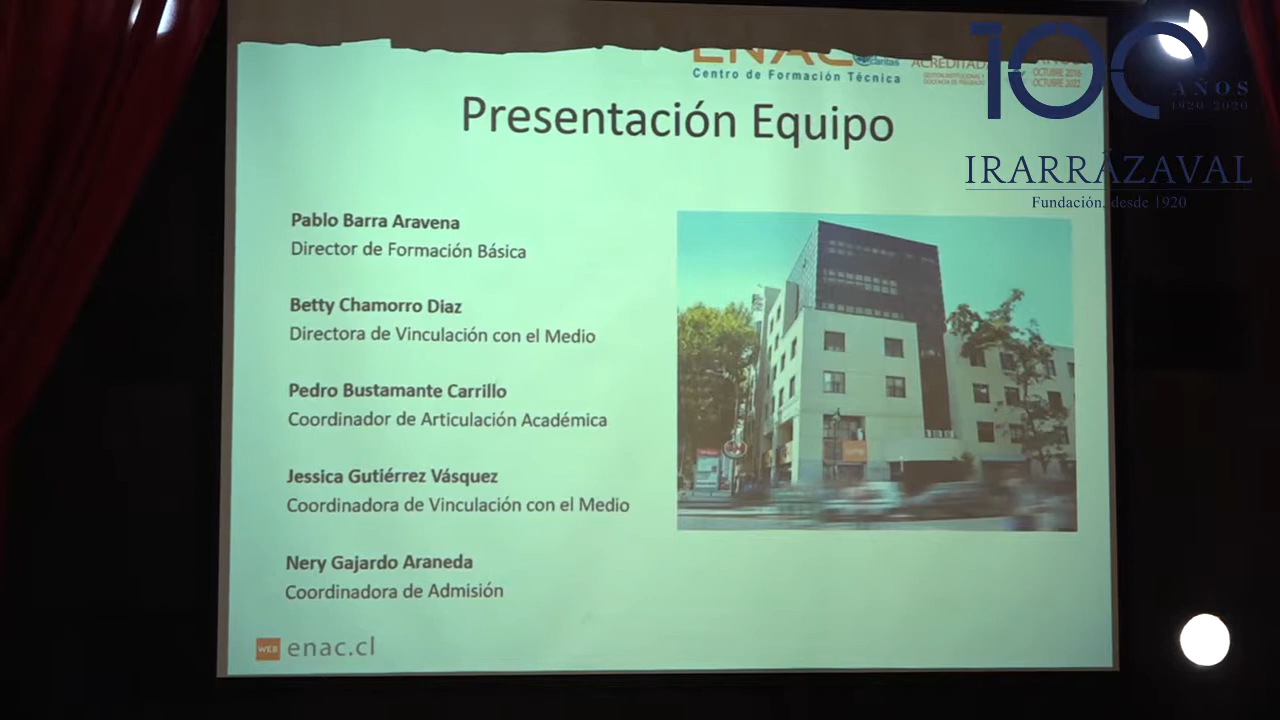 ENAC
Centro de Formación Técnica
ACREDITADA
OCTUBRE 2016
OCTUBRE 2022
100
AÑOS
1920-2020
IRARRÁZAVAL
Fundación, desde 1920
Presentación Equipo
Pablo Barra Aravena
Director de Formación Básica
Betty Chamorro Diaz
Directora de Vinculación con el Medio
Pedro Bustamante Carrillo
Coordinador de Articulación Académica
Jessica Gutiérrez Vásquez
Coordinadora de Vinculación con el Medio
Nery Gajardo Araneda
Coordinadora de Admisión
WEB enac.cl